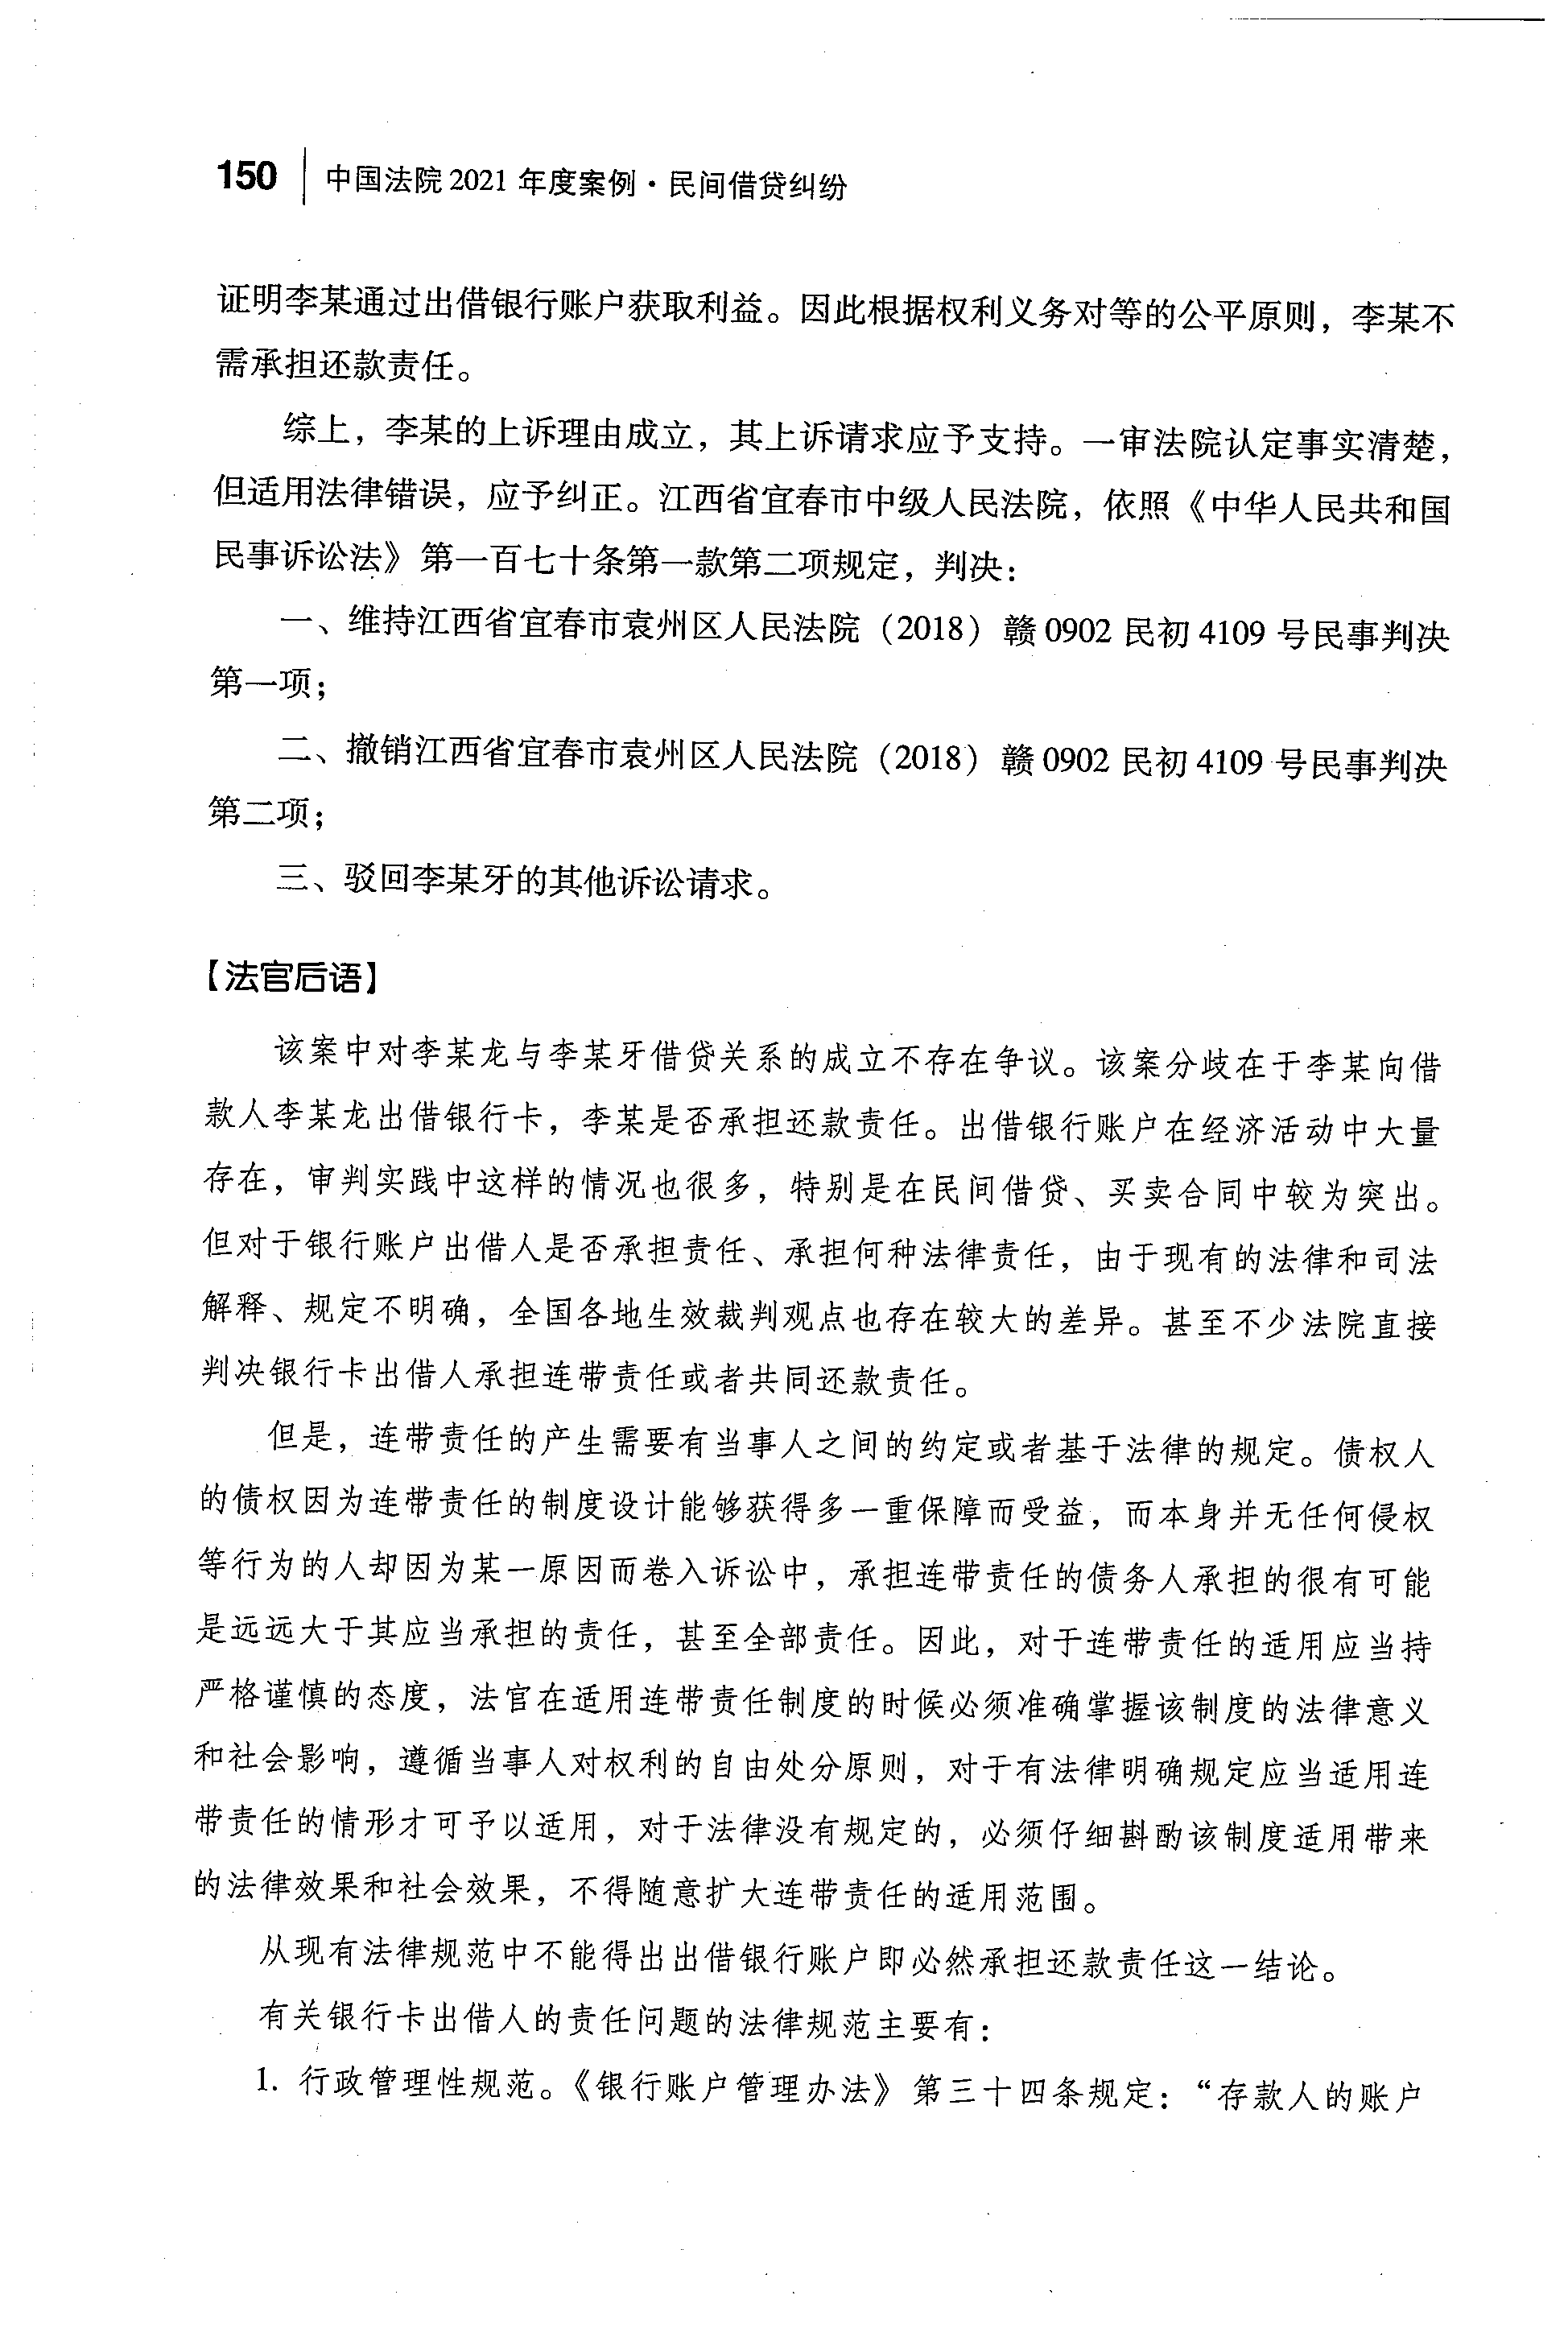 150 中国法院2021年度案例·民间借贷纠纷
证明李某通过出借银行账户获取利益。因此根据权利义务对等的公平原则，李某不
需承担还款责任。
综上，李某的上诉理由成立，其上诉请求应予支持。一审法院认定事实清楚，
但适用法律错误，应予纠正。江西省宜春市中级人民法院，依照《中华人民共和国
民事诉讼法》第一百七十条第一款第二项规定，判决：
一、维持江西省宜春市袁州区人民法院（2018）赣0902民初4109号民事判决
第一项；
二、撤销江西省宜春市袁州区人民法院（2018）赣0902民初4109号民事判决
第二项；
三、驳回李某牙的其他诉讼请求。
【法官后语】
该案中对李某龙与李某牙借贷关系的成立不存在争议。该案分歧在于李某向借
款人李某龙出借银行卡，李某是否承担还款责任。出借银行账户在经济活动中大量
存在，审判实践中这样的情况也很多，特别是在民间借贷、买卖合同中较为突出。
但对于银行账户出借人是否承担责任、承担何种法律责任，由于现有的法律和司法
解释、规定不明确，全国各地生效裁判观点也存在较大的差异。甚至不少法院直接
判决银行卡出借人承担连带责任或者共同还款责任。
但是，连带责任的产生需要有当事人之间的约定或者基于法律的规定。债权人
的债权因为连带责任的制度设计能够获得多一重保障而受益，而本身并无任何侵权
等行为的人却因为某一原因而卷入诉讼中，承担连带责任的债务人承担的很有可能
是远远大于其应当承担的责任，甚至全部责任。因此，对于连带责任的适用应当持
严格谨慎的态度，法官在适用连带责任制度的时候必须准确掌握该制度的法律意义
和社会影响，遵循当事人对权利的自由处分原则，对于有法律明确规定应当适用连
带责任的情形才可予以适用，对于法律没有规定的，必须仔细斟酌该制度适用带来
的法律效果和社会效果，不得随意扩大连带责任的适用范围。
从现有法律规范中不能得出出借银行账户即必然承担还款责任这一结论。
有关银行卡出借人的责任问题的法律规范主要有：
1. 行政管理性规范。《银行账户管理办法》第三十四条规定：“存款人的账户